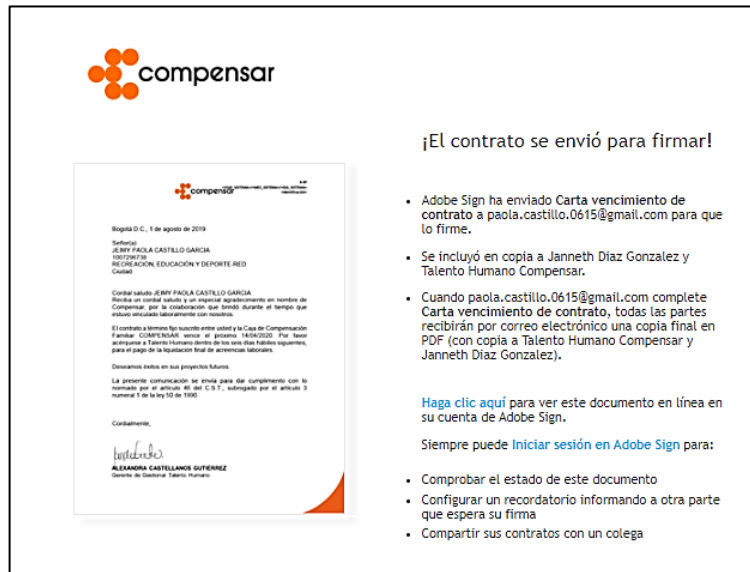 compensar
¡El contrato se envió para firmar!
• Adobe Sign ha enviado Carta vencimiento de
contrato a paola.castillo.0615@gmail.com para que
lo firme.
• Se incluyó en copia a Janneth Diaz Gonzalez y
Talento Humano Compensar.
• Cuando paola.castillo.0615@gmail.com complete
Carta vencimiento de contrato, todas las partes
recibirán por correo electrónico una copia final en
PDF (con copia a Talento Humano Compensar y
Janneth Diaz Gonzalez).
Haga clic aquí para ver este documento en línea en
su cuenta de Adobe Sign.
Siempre puede Iniciar sesión en Adobe Sign para:
• Comprobar el estado de este documento
• Configurar un recordatorio informando a otra parte
que espera su firma
• Compartir sus contratos con un colega
compensar
Bogotá D.C., 1 de agosto de 2019
Señor(a)
JEIMY PAOLA CASTILLO GARCIA
1007296738
RECREACIÓN, EDUCACIÓN Y DEPORTE-RED
Ciudad
Cordial saludo JEIMY PAOLA CASTILLO GARCIA
Reciba un cordial saludo y un especial agradecimiento en nombre de
Compensar, por la colaboración que brindó durante el tiempo que
estuvo vinculado laboralmente con nosotros.
El contrato a término fijo suscrito entre usted y la Caja de Compensación
Familiar COMPENSAR vence el próximo 14/04/2020. Por favor
acérquese a Talento Humano dentro de los seis días hábiles siguientes,
para el pago de la liquidación final de acreencias laborales.
Deseamos éxitos en sus proyectos futuros.
La presente comunicación se envía para dar cumplimiento con lo
normado por el artículo 46 del C.S.T., subrogado por el artículo 3
numeral 1 de la ley 50 de 1990.
Cordialmente,
ALEXANDRA CASTELLANOS GUTIÉRREZ
Gerente de Gestional Talento Humano